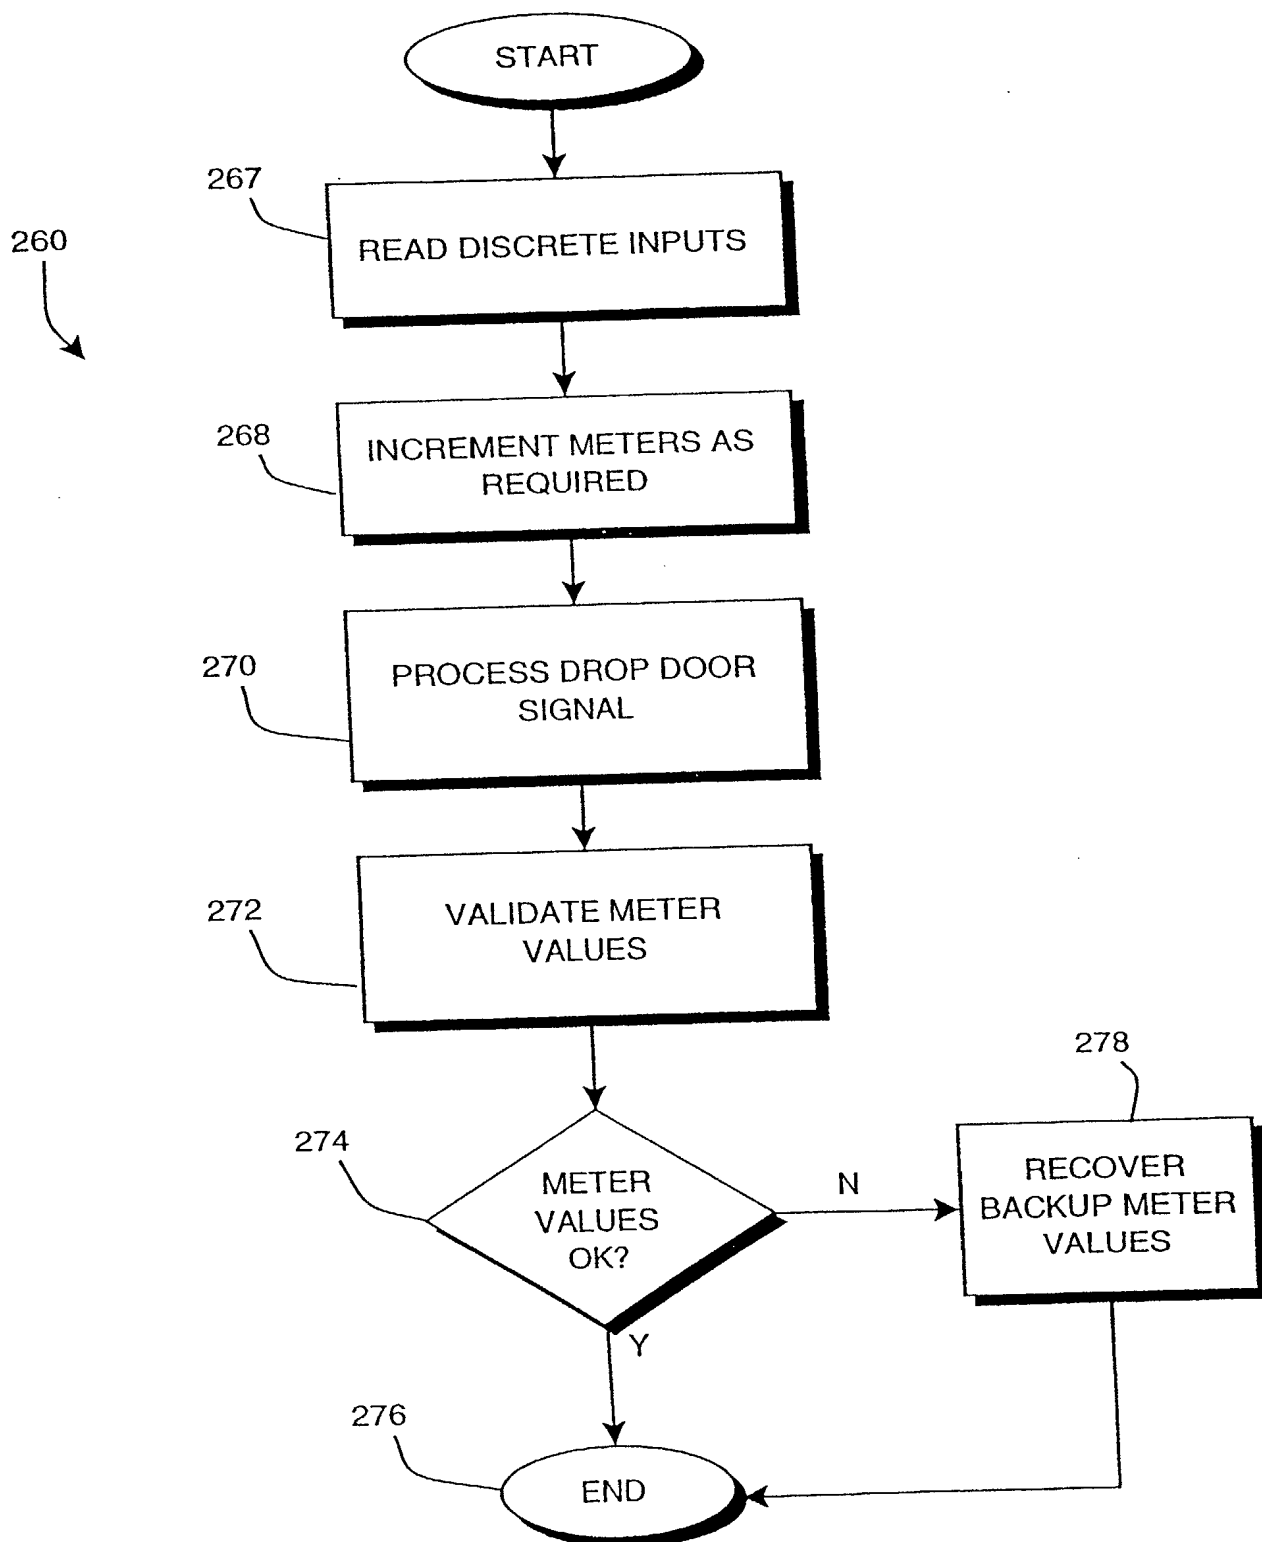 START
267
READ DISCRETE INPUTS
260
268
INCREMENT METERS AS
REQUIRED
270
PROCESS DROP DOOR
SIGNAL
272
VALIDATE METER
VALUES
274
METER
VALUES
OK?
N
278
RECOVER
BACKUP METER
VALUES
Y
276
END